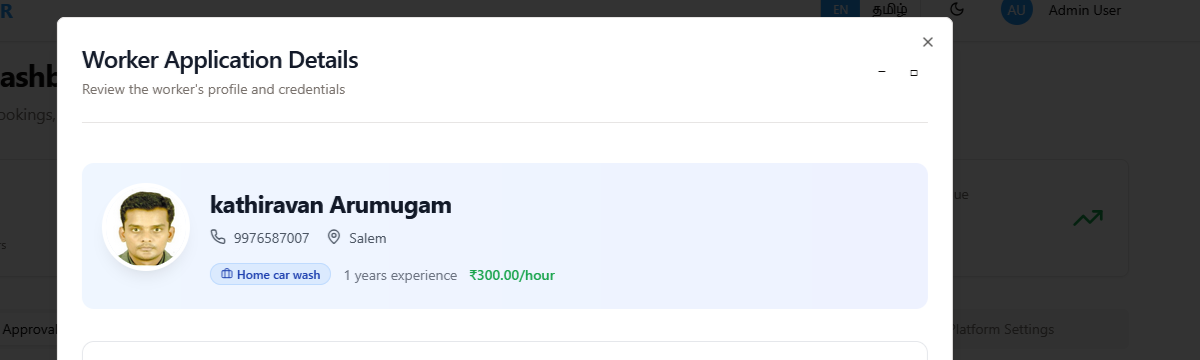 R
EN
தமிழ்
AU
Admin User
Worker Application Details
Review the worker's profile and credentials
ashb
ookings,
kathiravan Arumugam
9976587007
Salem
Home car wash
1 years experience
₹300.00/hour
ue
rs
Approval
Platform Settings